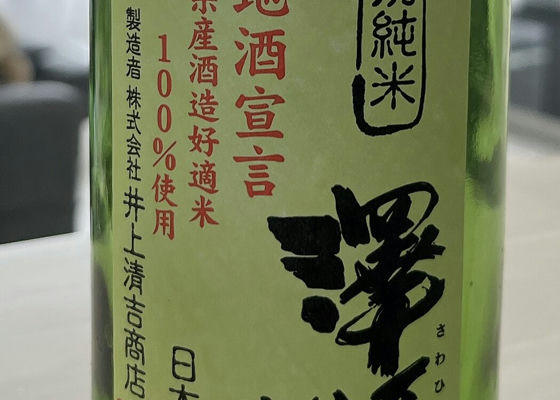 純米
澤
さわひ
地酒宣言
県産酒造好適米
100%使用
製造者 株式会社 井上清吉商店
日本